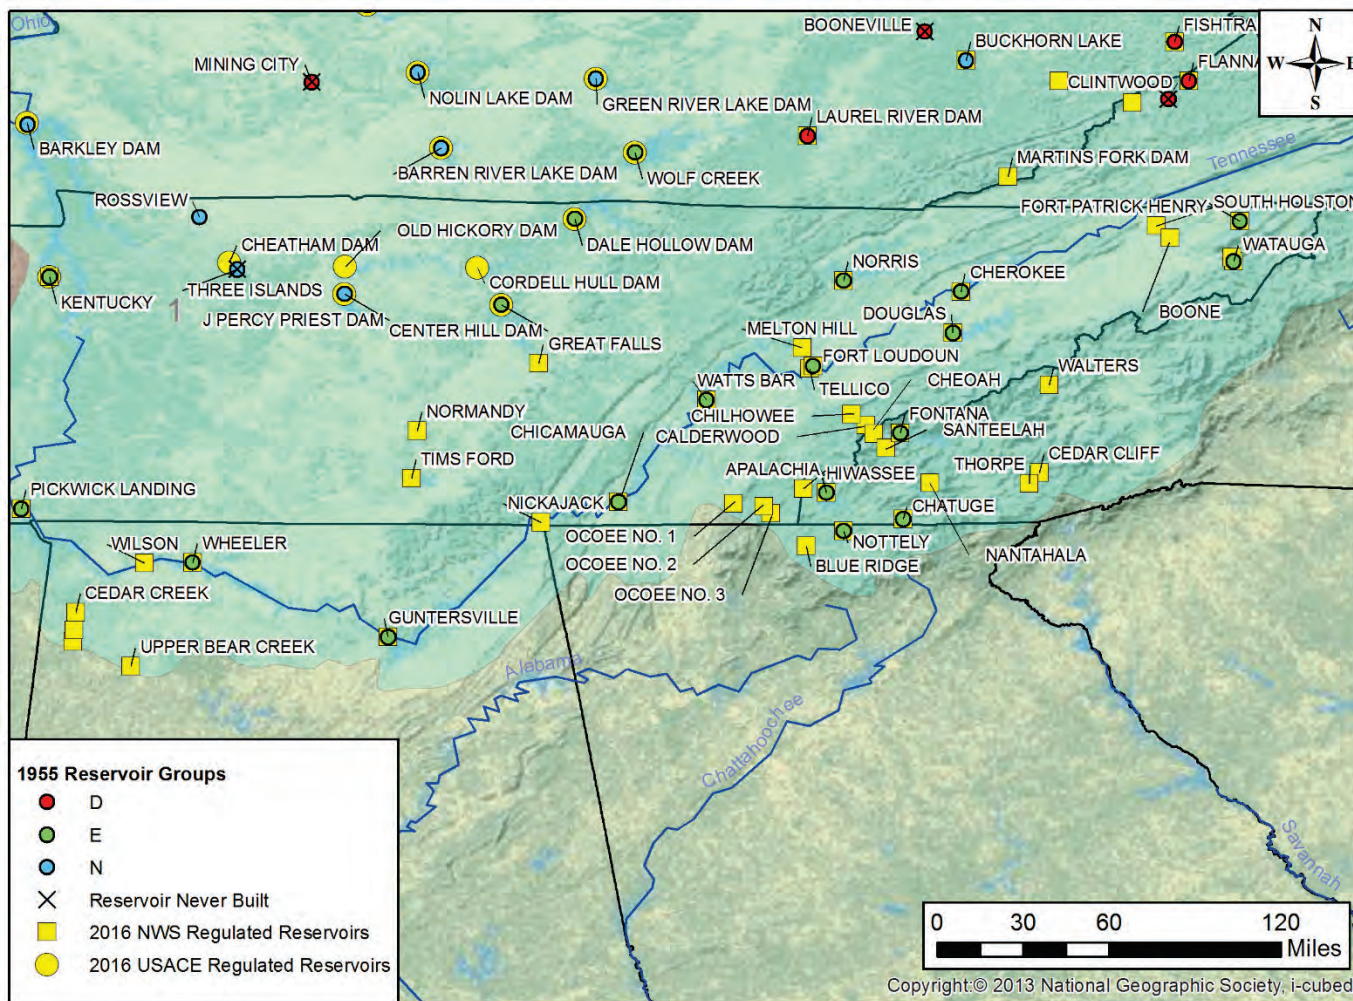 Ohio
BOONEVILLE
FISHTRA
N
BUCKHORN LAKE
MINING CITY
W
E
S
FLANNA
CLINTWOOD
NOLIN LAKE DAM
GREEN RIVER LAKE DAM
LAUREL RIVER DAM
BARKLEY DAM
Tennessee
MARTINS FORK DAM
BARREN RIVER LAKE DAM
WOLF CREEK
ROSSVIEW
FORT PATRICK HENRY
SOUTH HOLSTON
OLD HICKORY DAM
CHEATHAM DAM
DALE HOLLOW DAM
WATAUGA
NORRIS
CHEROKEE
KENTUCKY
THREE ISLANDS
CORDELL HULL DAM
1
J PERCY PRIEST DAM
CENTER HILL DAM
DOUGLAS
BOONE
MELTON HILL
GREAT FALLS
FORT LOUDOUN
WALTERS
WATTS BAR
TELLICO
CHEOAH
NORMANDY
CHILHOWEE
FONTANA
CHICAMAUGA
CALDERWOOD
SANTEELAH
TIMS FORD
CEDAR CLIFF
THORPE
APALACHIA
HIWASSEE
PICKWICK LANDING
NICKAJACK
CHATUGE
OCOEE NO. 1
NOTTELY
WILSON
WHEELER
NANTAHALA
OCOEE NO. 2
BLUE RIDGE
CEDAR CREEK
OCOEE NO. 3
GUNTERSVILLE
UPPER BEAR CREEK
Alabama
Chattahoochee
Savannah
1955 Reservoir Groups
D
E
N
Reservoir Never Built
2016 NWS Regulated Reservoirs
2016 USACE Regulated Reservoirs
0 30 60 120
Miles
Copyright:© 2013 National Geographic Society, i-cubed